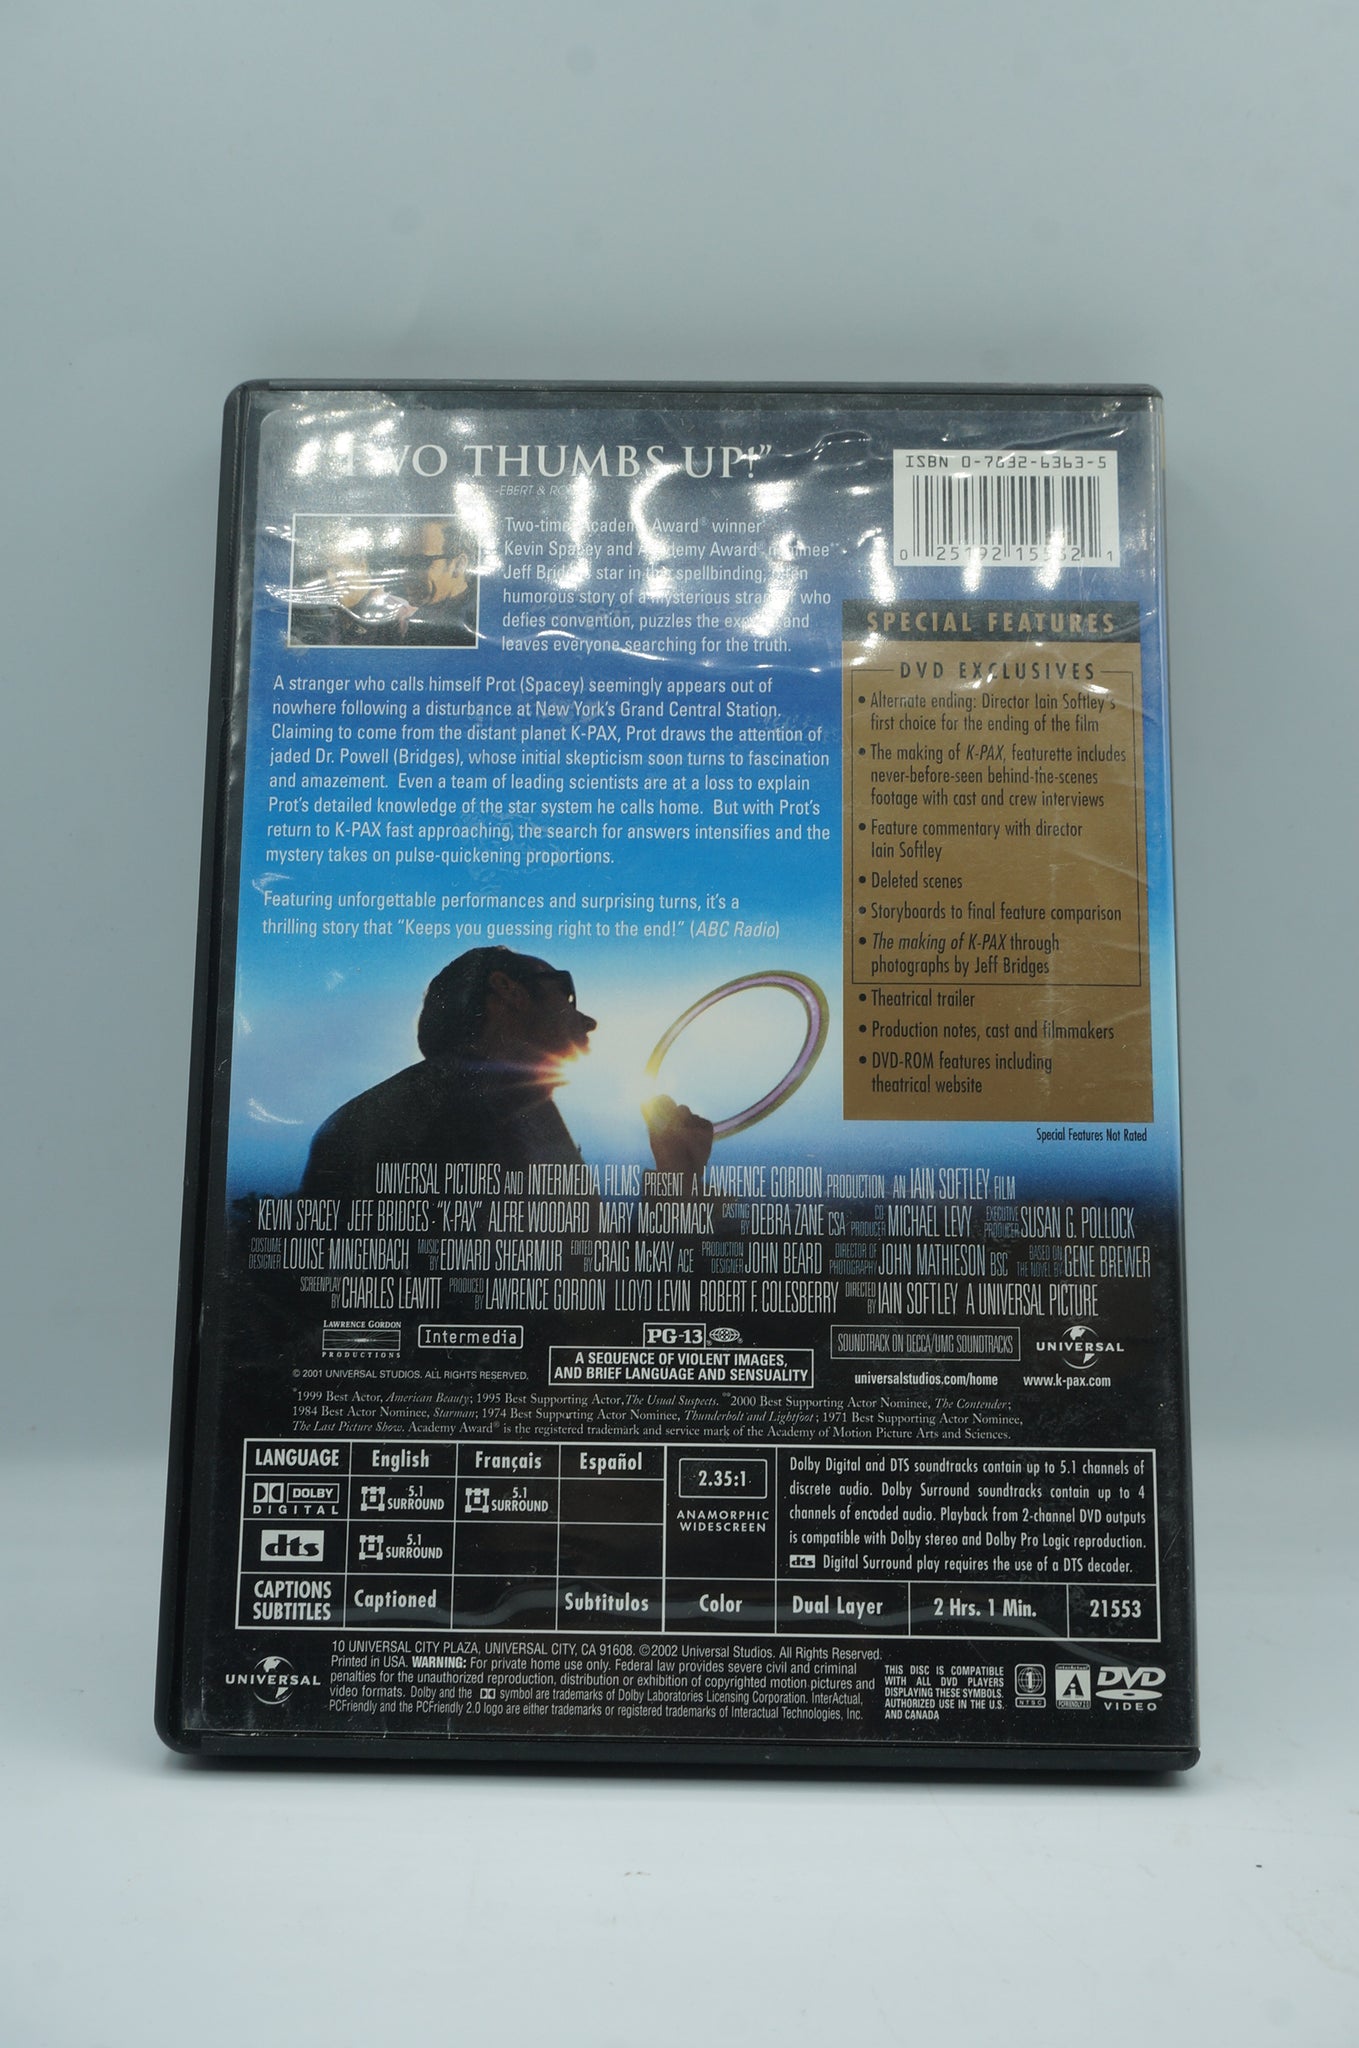 TWO THUMBS UP!"
-EBERT &
ISBN 0-7832-6363-5
0 25192 15532 1
Two-time Academy Award® winner
Kevin Spacey and Academy Award® nominee**
Jeff Bridges star in this spellbinding, often
humorous story of a mysterious stranger who
defies convention, puzzles the experts and
leaves everyone searching for the truth.
A stranger who calls himself Prot (Spacey) seemingly appears out of
nowhere following a disturbance at New York's Grand Central Station.
Claiming to come from the distant planet K-PAX, Prot draws the attention of
jaded Dr. Powell (Bridges), whose initial skepticism soon turns to fascination
and amazement. Even a team of leading scientists are at a loss to explain
Prot's detailed knowledge of the star system he calls home. But with Prot's
return to K-PAX fast approaching, the search for answers intensifies and the
mystery takes on pulse-quickening proportions.
Featuring unforgettable performances and surprising turns, it's a
thrilling story that "Keeps you guessing right to the end!" (ABC Radio)
SPECIAL FEATURES
DVD EXCLUSIVES
• Alternate ending: Director Iain Softley's
first choice for the ending of the film
• The making of K-PAX, featurette includes
never-before-seen behind-the-scenes
footage with cast and crew interviews
• Feature commentary with director
Iain Softley
• Deleted scenes
• Storyboards to final feature comparison
• The making of K-PAX through
photographs by Jeff Bridges
• Theatrical trailer
• Production notes, cast and filmmakers
• DVD-ROM features including
theatrical website
Special Features Not Rated
UNIVERSAL PICTURES AND INTERMEDIA FILMS PRESENT A LAWRENCE GORDON PRODUCTION AN IAIN SOFTLEY FILM
KEVIN SPACEY JEFF BRIDGES "K-PAX" ALFRE WOODARD MARY McCORMACK CASTING BY DEBRA ZANE CSA CO PRODUCER MICHAEL LEVY EXECUTIVE PRODUCER SUSAN G. POLLOCK
COSTUME DESIGNER LOUISE MINGENBACH MUSIC BY EDWARD SHEARMUR EDITED BY CRAIG McKAY ACE PRODUCTION DESIGNER JOHN BEARD DIRECTOR OF PHOTOGRAPHY JOHN MATHIESON BSC BASED ON THE NOVEL BY GENE BREWER
SCREENPLAY BY CHARLES LEAVITT PRODUCED BY LAWRENCE GORDON LLOYD LEVIN ROBERT F. COLESBERRY DIRECTED BY IAIN SOFTLEY A UNIVERSAL PICTURE
LAWRENCE GORDON
PRODUCTIONS
Intermedia
PG-13
A SEQUENCE OF VIOLENT IMAGES,
AND BRIEF LANGUAGE AND SENSUALITY
SOUNDTRACK ON DECCA/UMG SOUNDTRACKS
UNIVERSAL
© 2001 UNIVERSAL STUDIOS. ALL RIGHTS RESERVED.
universalstudios.com/home
www.k-pax.com
*1999 Best Actor, American Beauty; 1995 Best Supporting Actor, The Usual Suspects. **2000 Best Supporting Actor Nominee, The Contender;
1984 Best Actor Nominee, Starman; 1974 Best Supporting Actor Nominee, Thunderbolt and Lightfoot; 1971 Best Supporting Actor Nominee,
The Last Picture Show. Academy Award® is the registered trademark and service mark of the Academy of Motion Picture Arts and Sciences.
LANGUAGE English Français Español
DOLBY DIGITAL 5.1 SURROUND 5.1 SURROUND
dts 5.1 SURROUND
CAPTIONS SUBTITLES Captioned Subtitulos
2.35:1
ANAMORPHIC
WIDESCREEN
Dolby Digital and DTS soundtracks contain up to 5.1 channels of
discrete audio. Dolby Surround soundtracks contain up to 4
channels of encoded audio. Playback from 2-channel DVD outputs
is compatible with Dolby stereo and Dolby Pro Logic reproduction.
dts Digital Surround play requires the use of a DTS decoder.
Color Dual Layer 2 Hrs. 1 Min. 21553
UNIVERSAL
10 UNIVERSAL CITY PLAZA, UNIVERSAL CITY, CA 91608. ©2002 Universal Studios. All Rights Reserved.
Printed in USA. WARNING: For private home use only. Federal law provides severe civil and criminal
penalties for the unauthorized reproduction, distribution or exhibition of copyrighted motion pictures and
video formats. Dolby and the DD symbol are trademarks of Dolby Laboratories Licensing Corporation. InterActual,
PCFriendly and the PCFriendly 2.0 logo are either trademarks or registered trademarks of Interactual Technologies, Inc.
THIS DISC IS COMPATIBLE
WITH ALL DVD PLAYERS
DISPLAYING THESE SYMBOLS.
AUTHORIZED USE IN THE U.S.
AND CANADA
1
NTSC
DVD
VIDEO